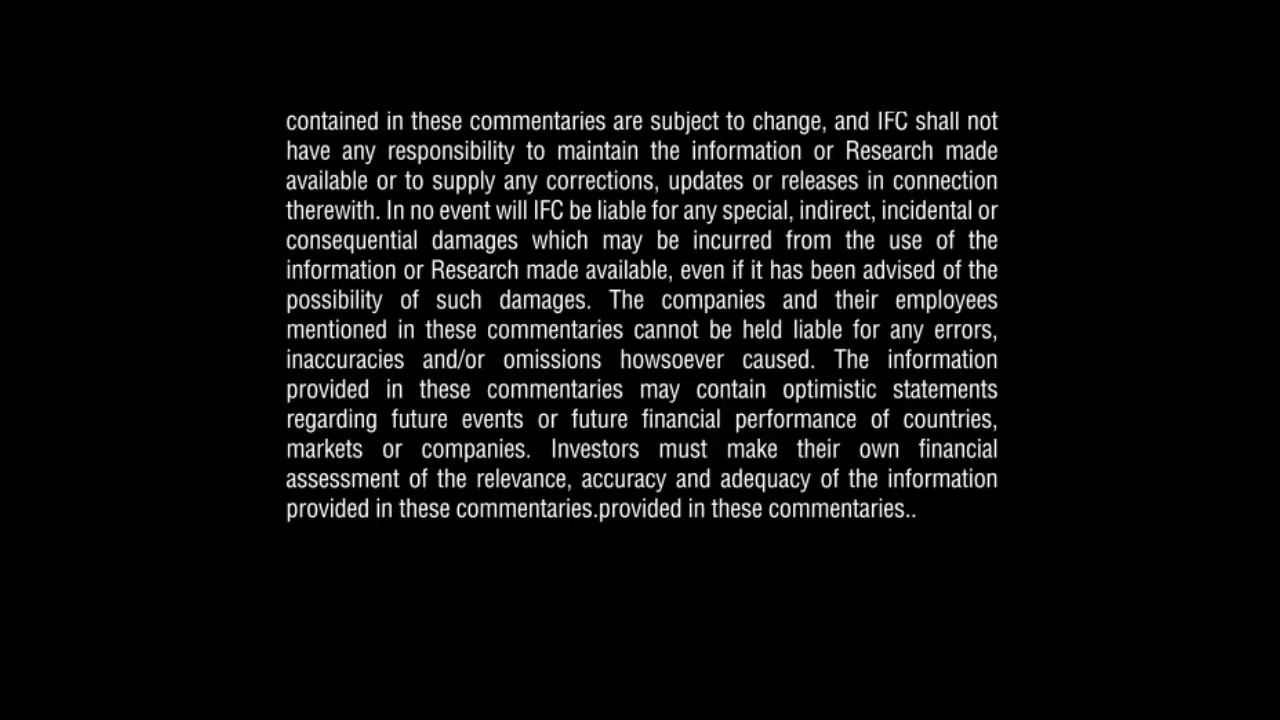 contained in these commentaries are subject to change, and IFC shall not
have any responsibility to maintain the information or Research made
available or to supply any corrections, updates or releases in connection
therewith. In no event will IFC be liable for any special, indirect, incidental or
consequential damages which may be incurred from the use of the
information or Research made available, even if it has been advised of the
possibility of such damages. The companies and their employees
mentioned in these commentaries cannot be held liable for any errors,
inaccuracies and/or omissions howsoever caused. The information
provided in these commentaries may contain optimistic statements
regarding future events or future financial performance of countries,
markets or companies. Investors must make their own financial
assessment of the relevance, accuracy and adequacy of the information
provided in these commentaries.provided in these commentaries..